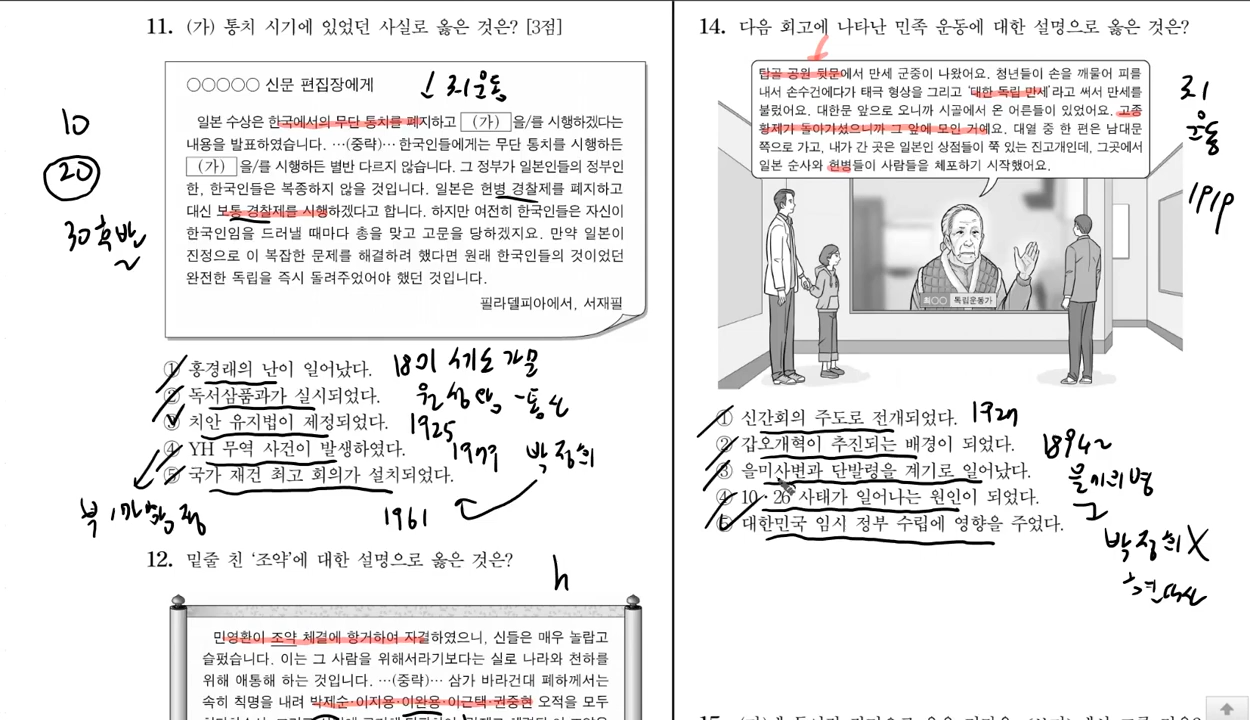 11. (가) 통치 시기에 있었던 사실로 옳은 것은? [3점]
○○○○○ 신문 편집장에게
일본 수상은 한국에서의 무단 통치를 폐지하고 (가) 을/를 시행하겠다는
내용을 발표하였습니다. …(중략)… 한국인들에게는 무단 통치를 시행하든
(가) 을/를 시행하든 별반 다르지 않습니다. 그 정부가 일본인들의 정부인
한, 한국인들은 복종하지 않을 것입니다. 일본은 헌병 경찰제를 폐지하고
대신 보통 경찰제를 시행하겠다고 합니다. 하지만 여전히 한국인들은 자신이
한국인임을 드러낼 때마다 총을 맞고 고문을 당하겠지요. 만약 일본이
진정으로 이 복잡한 문제를 해결하려 했다면 원래 한국인들의 것이었던
완전한 독립을 즉시 돌려주었어야 했던 것입니다.
필라델피아에서, 서재필
10
20
30후반
① 홍경래의 난이 일어났다. 
② 독서삼품과가 실시되었다. 원성왕 -통신
③ 치안 유지법이 제정되었다. 1925
④ YH 무역 사건이 발생하였다. 1979 박정희
⑤ 국가 재건 최고 회의가 설치되었다.
1961
12. 밑줄 친 '조약'에 대한 설명으로 옳은 것은?
h
민영환이 조약 체결에 항거하여 자결하였으니, 신들은 매우 놀랍고
슬펐습니다. 이는 그 사람을 위해서라기보다는 실로 나라와 천하를
위해 애통해 하는 것입니다. …(중략)… 삼가 바라건대 폐하께서는
속히 칙명을 내려 박제순·이지용·이완용·이근택·권중현 오적을 모두
14. 다음 회고에 나타난 민족 운동에 대한 설명으로 옳은 것은?
탑골 공원 뒷문에서 만세 군중이 나왔어요. 청년들이 손을 깨물어 피를
내서 손수건에다가 태극 형상을 그리고 '대한 독립 만세'라고 써서 만세를
불렀어요. 대한문 앞으로 오니까 시골에서 온 어른들이 있었어요. 고종
황제가 돌아가셨으니까 그 앞에 모인 거예요. 대열 중 한 편은 남대문
쪽으로 가고, 내가 간 곳은 일본인 상점들이 쭉 있는 진고개인데, 그곳에서
일본 순사와 헌병들이 사람들을 체포하기 시작했어요.
3.1
운동
1919
최○○ 독립운동가
① 신간회의 주도로 전개되었다. 1927
② 갑오개혁이 추진되는 배경이 되었다. 1894
③ 을미사변과 단발령을 계기로 일어났다. 을미의병
④ 10·26 사태가 일어나는 원인이 되었다.
⑤ 대한민국 임시 정부 수립에 영향을 주었다.
박정희 X